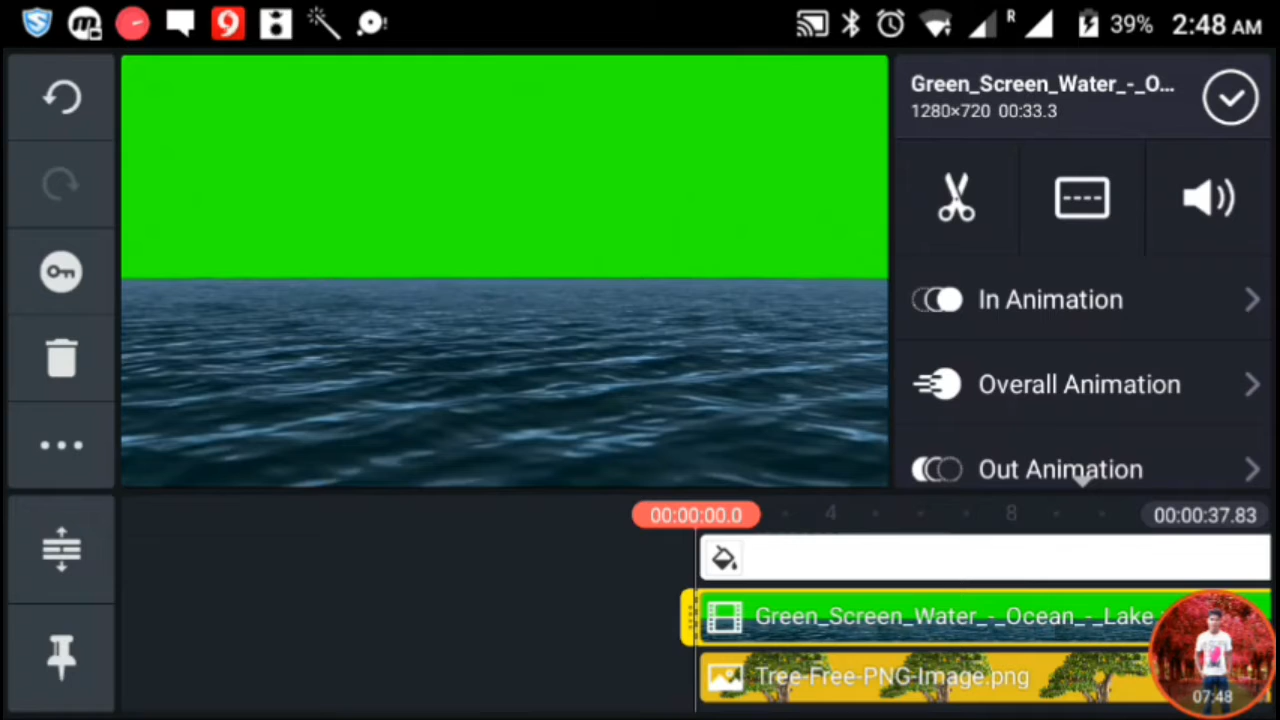 R 39% 2:48 AM
Green_Screen_Water_-_O...
1280×720 00:33.3
In Animation
Overall Animation
Out Animation
00:00:00.0 4 8 00:00:37.83
Green_Screen_Water_-_Ocean_-_Lake
Tree-Free-PNG-Image.png
07:48